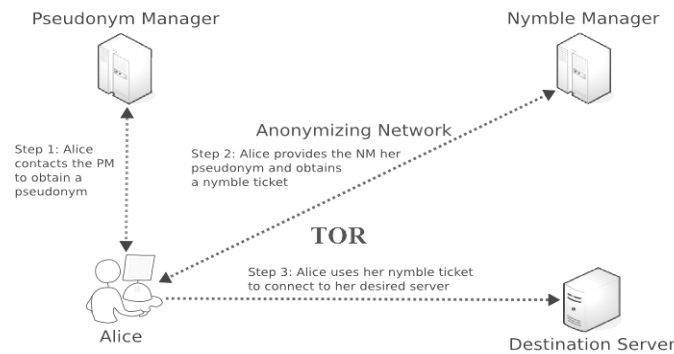 Pseudonym Manager
Nymble Manager
Anonymizing Network
Step 1: Alice
contacts the PM
to obtain a
pseudonym
Step 2: Alice provides the NM her
pseudonym and obtains
a nymble ticket
TOR
Step 3: Alice uses her nymble ticket
to connect to her desired server
Alice
Destination Server